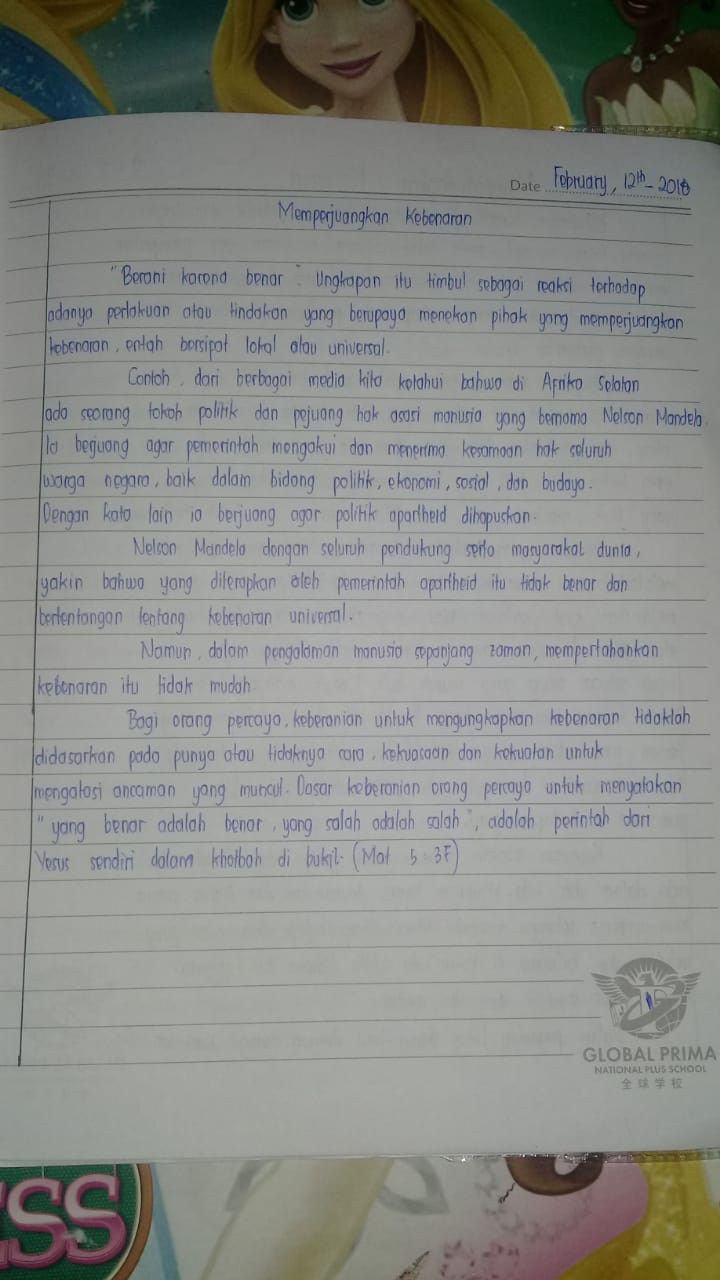 Date February, 12th - 2018
Memperjuangkan Kebenaran
"Berani karena benar". Ungkapan itu timbul sebagai reaksi terhadap
adanya perlakuan atau tindakan yang berupaya menekan pihak yang memperjuangkan
kebenaran, entah bersipat lokal atau universal.
Contoh, dari berbagai media kita ketahui bahwa di Afrika Selatan
ada seorang tokoh politik dan pejuang hak asasi manusia yang bernama Nelson Mandela.
Ia beguang agar pemerintah mengakui dan menerima kesamaan hak seluruh
warga negara, baik dalam bidang politik, ekonomi, sosial, dan budaya.
Dengan kata lain ia berjuang agar politik apartheid dihapuskan.
Nelson Mandela dengan seluruh pendukung serta masyarakat dunia,
yakin bahwa yang diterapkan oleh pemerintah apartheid itu tidak benar dan
bertentangan tentang kebenaran universal.
Namun, dalam pengalaman manusia sepanjang zaman, mempertahankan
kebenaran itu tidak mudah
Bagi orang percaya, keberanian untuk mengungkapkan kebenaran tidaklah
didasarkan pada punya atau tidaknya cara, kekuasaan dan kekuatan untuk
mengatasi ancaman yang muncul. Dasar keberanian orang percaya untuk menyatakan
"yang benar adalah benar, yang salah adalah salah", adalah perintah dari
Yesus sendiri dalam khotbah di bukit. (Mat 5 : 37)
GLOBAL PRIMA
NATIONAL PLUS SCHOOL
全球学校
ESS